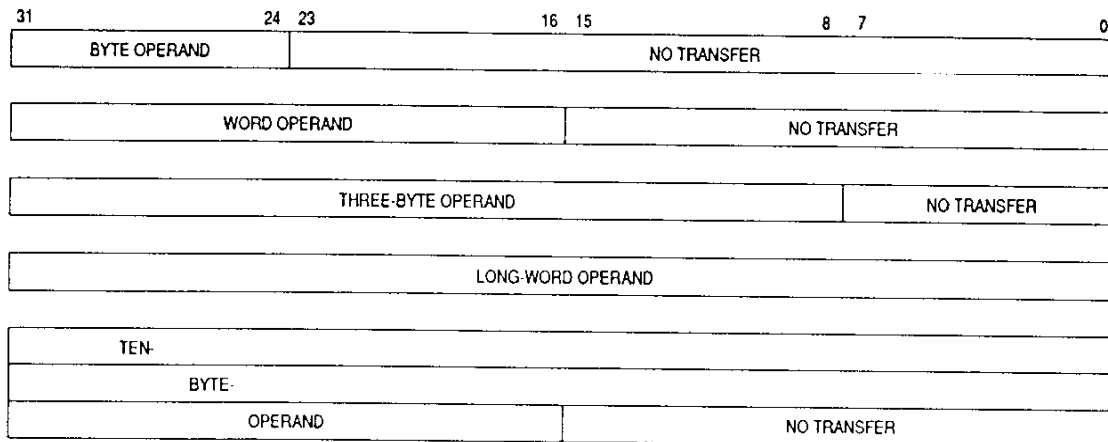 31 24 23 16 15 8 7 0
BYTE OPERAND NO TRANSFER
WORD OPERAND NO TRANSFER
THREE-BYTE OPERAND NO TRANSFER
LONG-WORD OPERAND
TEN-
BYTE-
OPERAND NO TRANSFER